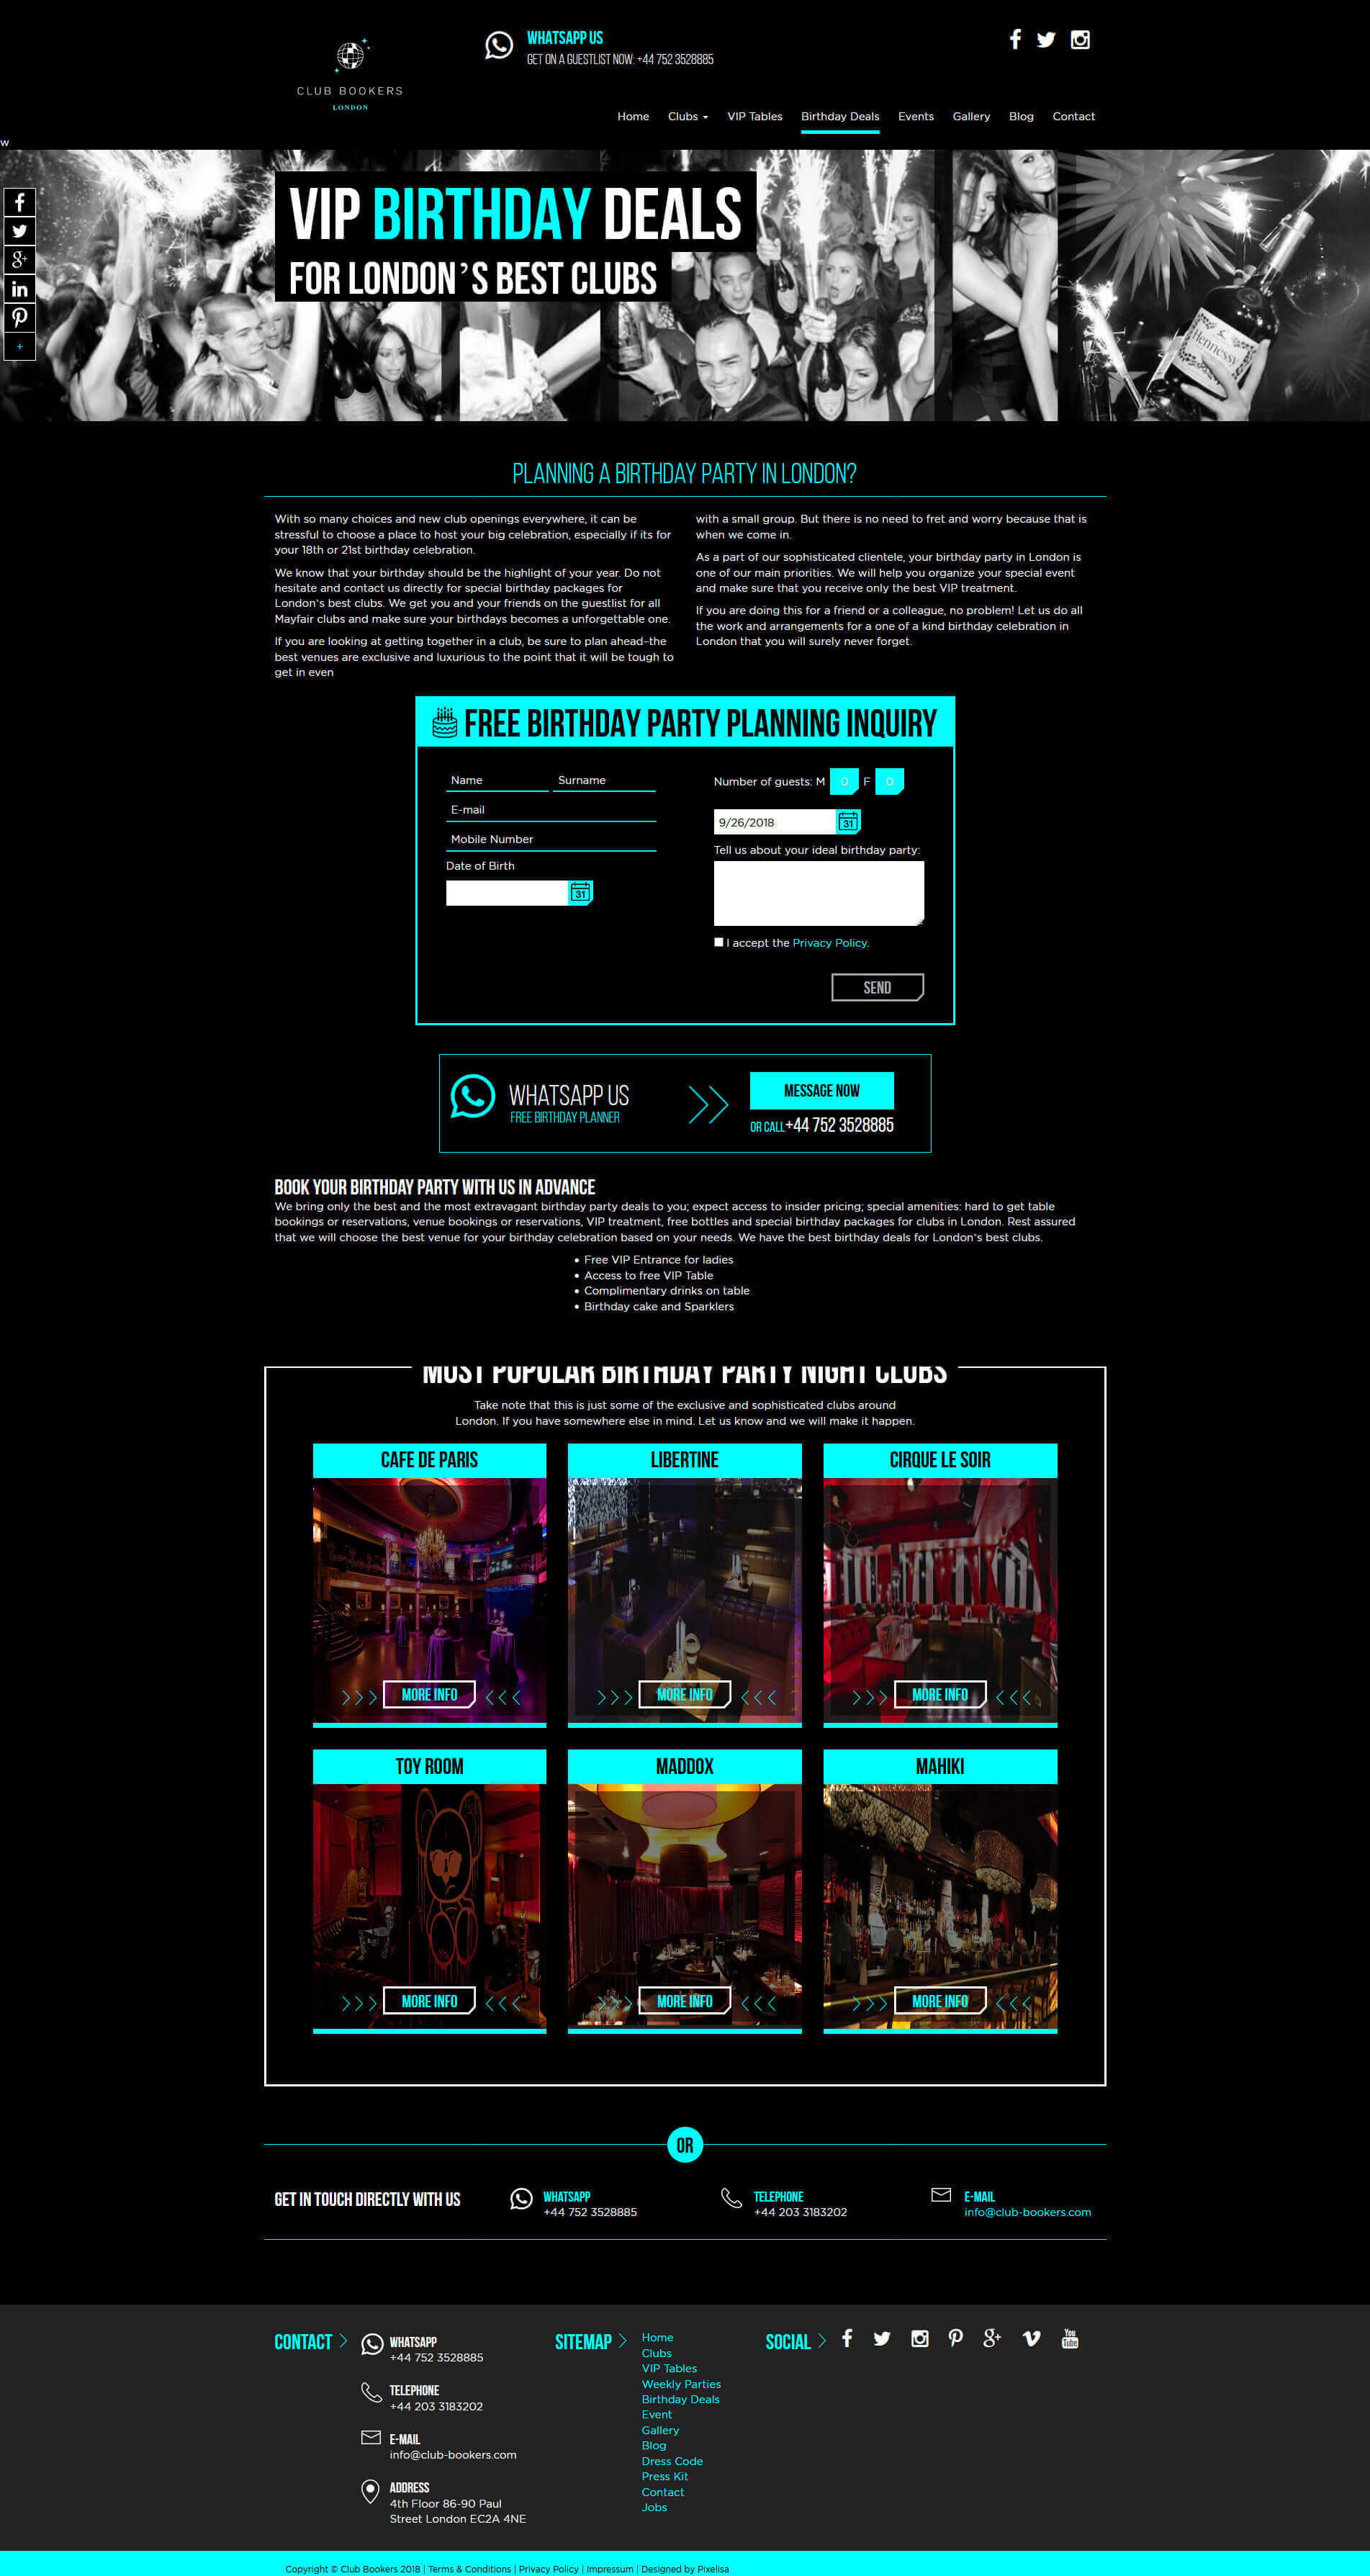 WHATSAPP US
GET ON A GUESTLIST NOW: +44 752 3528885
CLUB BOOKERS
LONDON
Home Clubs VIP Tables Birthday Deals Events Gallery Blog Contact
w
VIP BIRTHDAY DEALS
FOR LONDON'S BEST CLUBS
Hennessy
PLANNING A BIRTHDAY PARTY IN LONDON?
With so many choices and new club openings everywhere, it can be
stressful to choose a place to host your big celebration, especially if its for
your 18th or 21st birthday celebration.
We know that your birthday should be the highlight of your year. Do not
hesitate and contact us directly for special birthday packages for
London's best clubs. We get you and your friends on the guestlist for all
Mayfair clubs and make sure your birthdays becomes a unforgettable one.
If you are looking at getting together in a club, be sure to plan ahead–the
best venues are exclusive and luxurious to the point that it will be tough to
get in even
with a small group. But there is no need to fret and worry because that is
when we come in.
As a part of our sophisticated clientele, your birthday party in London is
one of our main priorities. We will help you organize your special event
and make sure that you receive only the best VIP treatment.
If you are doing this for a friend or a colleague, no problem! Let us do all
the work and arrangements for a one of a kind birthday celebration in
London that you will surely never forget.
FREE BIRTHDAY PARTY PLANNING INQUIRY
Name Surname
E-mail
Mobile Number
Date of Birth
31
Number of guests: M 0 F 0
9/26/2018 31
Tell us about your ideal birthday party:
I accept the Privacy Policy.
SEND
WHATSAPP US
FREE BIRTHDAY PLANNER
MESSAGE NOW
OR CALL+44 752 3528885
BOOK YOUR BIRTHDAY PARTY WITH US IN ADVANCE
We bring only the best and the most extravagant birthday party deals to you; expect access to insider pricing; special amenities: hard to get table
bookings or reservations, venue bookings or reservations, VIP treatment, free bottles and special birthday packages for clubs in London. Rest assured
that we will choose the best venue for your birthday celebration based on your needs. We have the best birthday deals for London's best clubs.
• Free VIP Entrance for ladies
• Access to free VIP Table
• Complimentary drinks on table
• Birthday cake and Sparklers
MOST POPULAR BIRTHDAY PARTY NIGHT CLUBS
Take note that this is just some of the exclusive and sophisticated clubs around
London. If you have somewhere else in mind. Let us know and we will make it happen.
CAFE DE PARIS LIBERTINE CIRQUE LE SOIR
MORE INFO MORE INFO MORE INFO
TOY ROOM MADDOX MAHIKI
MORE INFO MORE INFO MORE INFO
OR
GET IN TOUCH DIRECTLY WITH US
WHATSAPP
+44 752 3528885
TELEPHONE
+44 203 3183202
E-MAIL
info@club-bookers.com
CONTACT
WHATSAPP
+44 752 3528885
TELEPHONE
+44 203 3183202
E-MAIL
info@club-bookers.com
ADDRESS
4th Floor 86-90 Paul
Street London EC2A 4NE
SITEMAP
Home
Clubs
VIP Tables
Weekly Parties
Birthday Deals
Event
Gallery
Blog
Dress Code
Press Kit
Contact
Jobs
SOCIAL
You
Tube
Copyright © Club Bookers 2018 | Terms & Conditions | Privacy Policy | Impressum | Designed by Pixelisa